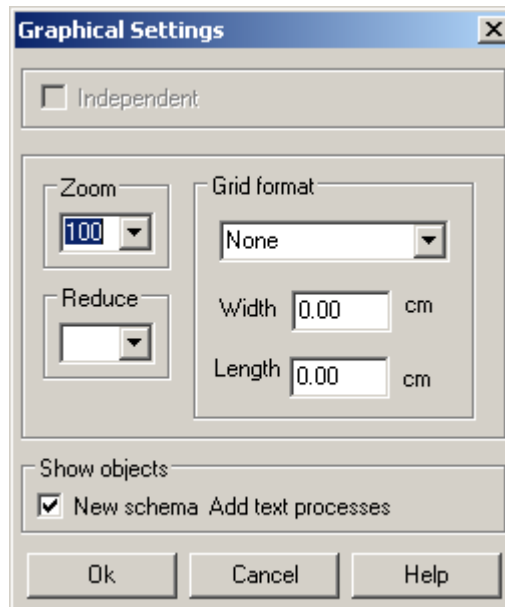 Graphical Settings
Independent
Zoom
100
Reduce
Grid format
None
Width 0.00 cm
Length 0.00 cm
Show objects
New schema Add text processes
Ok Cancel Help